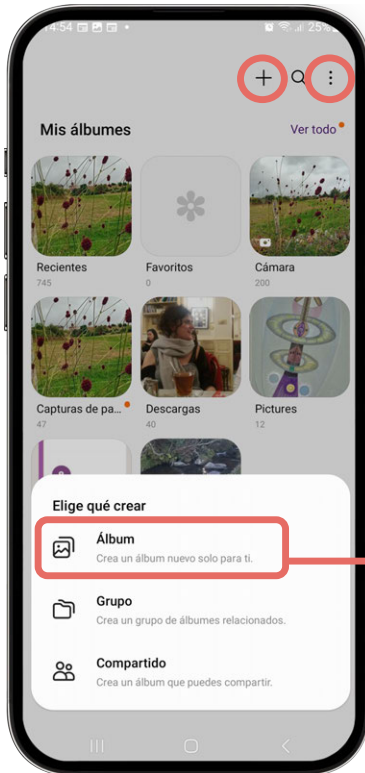 14:54
25%
Mis álbumes
Ver todo
Recientes
Favoritos
Cámara
745
0
200
Capturas de pa...
Descargas
Pictures
47
40
12
Elige qué crear
Álbum
Crea un álbum nuevo solo para ti.
Grupo
Crea un grupo de álbumes relacionados.
Compartido
Crea un álbum que puedes compartir.